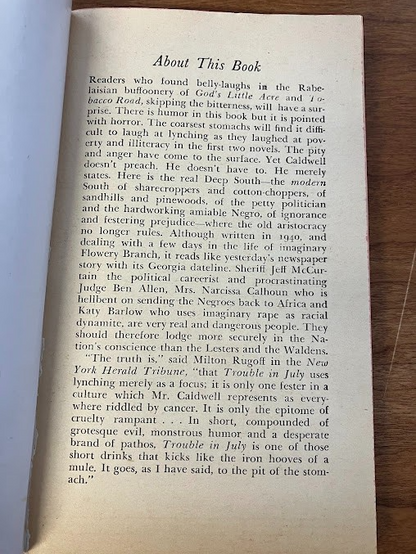 About This Book
Readers who found belly-laughs in the Rabe-
laisian buffoonery of God's Little Acre and To-
bacco Road, skipping the bitterness, will have a sur-
prise. There is humor in this book but it is pointed
with horror. The coarsest stomachs will find it diffi-
cult to laugh at lynching as they laughed at pov-
erty and illiteracy in the first two novels. The pity
and anger have come to the surface. Yet Caldwell
doesn't preach. He doesn't have to. He merely
states. Here is the real Deep South—the modern
South of sharecroppers and cotton-choppers, of
sandhills and pinewoods, of the petty politician
and the hardworking amiable Negro, of ignorance
and festering prejudice—where the old aristocracy
no longer rules. Although written in 1940, and
dealing with a few days in the life of imaginary
Flowery Branch, it reads like yesterday's newspaper
story with its Georgia dateline. Sheriff Jeff McCur-
tain the political careerist and procrastinating
Judge Ben Allen, Mrs. Narcissa Calhoun who is
hellbent on sending the Negroes back to Africa and
Katy Barlow who uses imaginary rape as racial
dynamite, are very real and dangerous people. They
should therefore lodge more securely in the Na-
tion's conscience than the Lesters and the Waldens.
"The truth is," said Milton Rugoff in the New
York Herald Tribune, "that Trouble in July uses
lynching merely as a focus; it is only one fester in a
culture which Mr. Caldwell represents as every-
where riddled by cancer. It is only the epitome of
cruelty rampant . . . In short, compounded of
grotesque evil, monstrous humor and a desperate
brand of pathos, Trouble in July is one of those
short drinks that kicks like the iron hooves of a
mule. It goes, as I have said, to the pit of the stom-
ach."